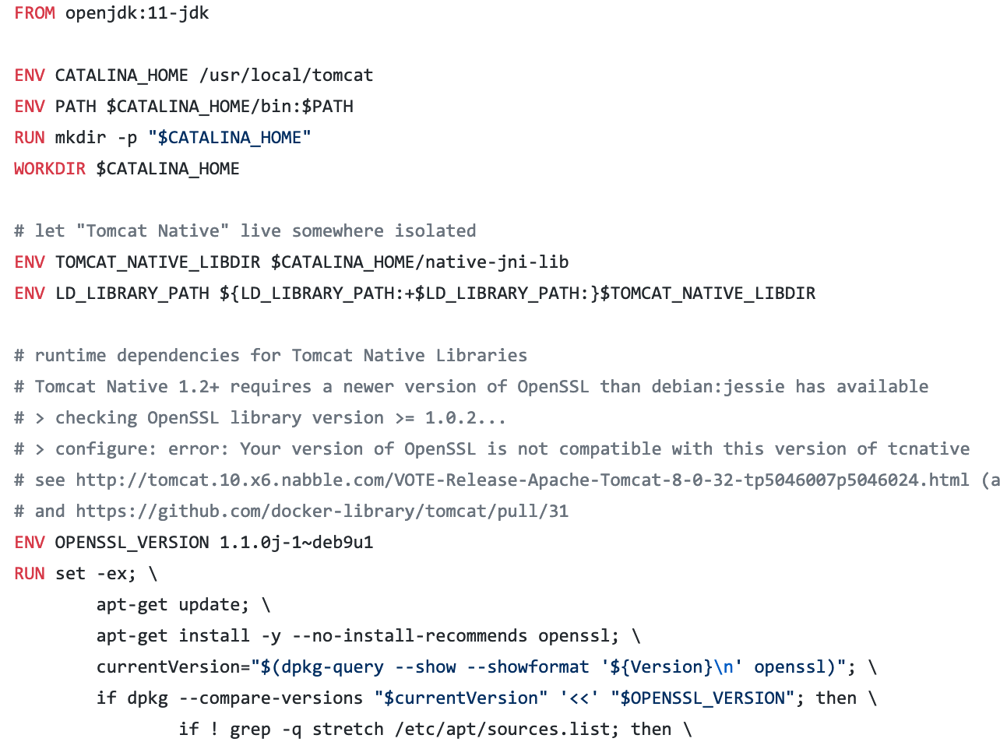 FROM openjdk:11-jdk
ENV CATALINA_HOME /usr/local/tomcat
ENV PATH $CATALINA_HOME/bin:$PATH
RUN mkdir -p "$CATALINA_HOME"
WORKDIR $CATALINA_HOME
# let "Tomcat Native" live somewhere isolated
ENV TOMCAT_NATIVE_LIBDIR $CATALINA_HOME/native-jni-lib
ENV LD_LIBRARY_PATH ${LD_LIBRARY_PATH:+$LD_LIBRARY_PATH:}$TOMCAT_NATIVE_LIBDIR
# runtime dependencies for Tomcat Native Libraries
# Tomcat Native 1.2+ requires a newer version of OpenSSL than debian:jessie has available
# > checking OpenSSL library version >= 1.0.2...
# > configure: error: Your version of OpenSSL is not compatible with this version of tcnative
# see http://tomcat.10.x6.nabble.com/VOTE-Release-Apache-Tomcat-8-0-32-tp5046007p5046024.html (a
# and https://github.com/docker-library/tomcat/pull/31
ENV OPENSSL_VERSION 1.1.0j-1~deb9u1
RUN set -ex; \
apt-get update; \
apt-get install -y --no-install-recommends openssl; \
currentVersion="$(dpkg-query --show --showformat '${Version}\n' openssl)"; \
if dpkg --compare-versions "$currentVersion" '<<' "$OPENSSL_VERSION"; then \
if ! grep -q stretch /etc/apt/sources.list; then \